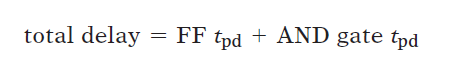 total delay = FF tpd + AND gate tpd